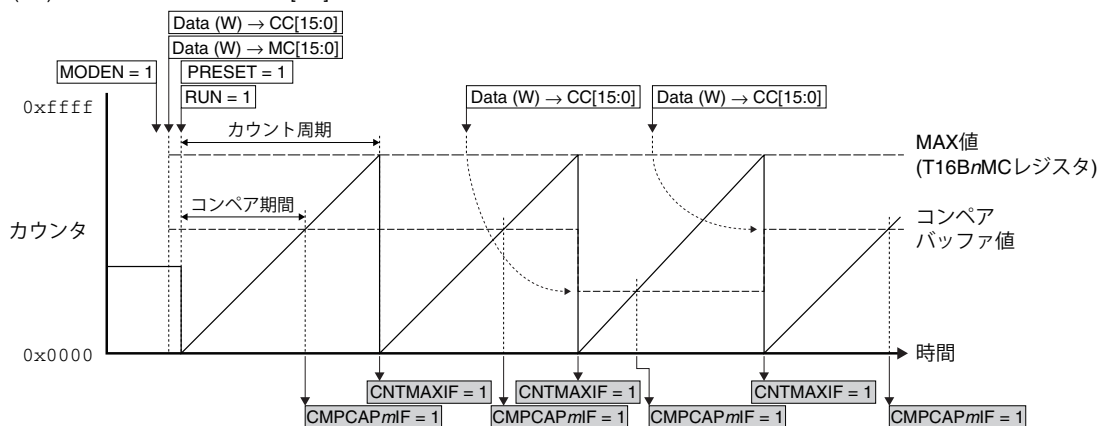 Data (W) → CC[15:0]
Data (W) → MC[15:0]
MODEN = 1
PRESET = 1
RUN = 1
Data (W) → CC[15:0]
Data (W) → CC[15:0]
0xffff
カウント周期
MAX値
(T16BnMCレジスタ)
コンペア期間
コンペア
バッファ値
カウンタ
0x0000
時間
CNTMAXIF = 1
CNTMAXIF = 1
CNTMAXIF = 1
CMPCAPmIF = 1
CMPCAPmIF = 1
CMPCAPmIF = 1
CMPCAPmIF = 1